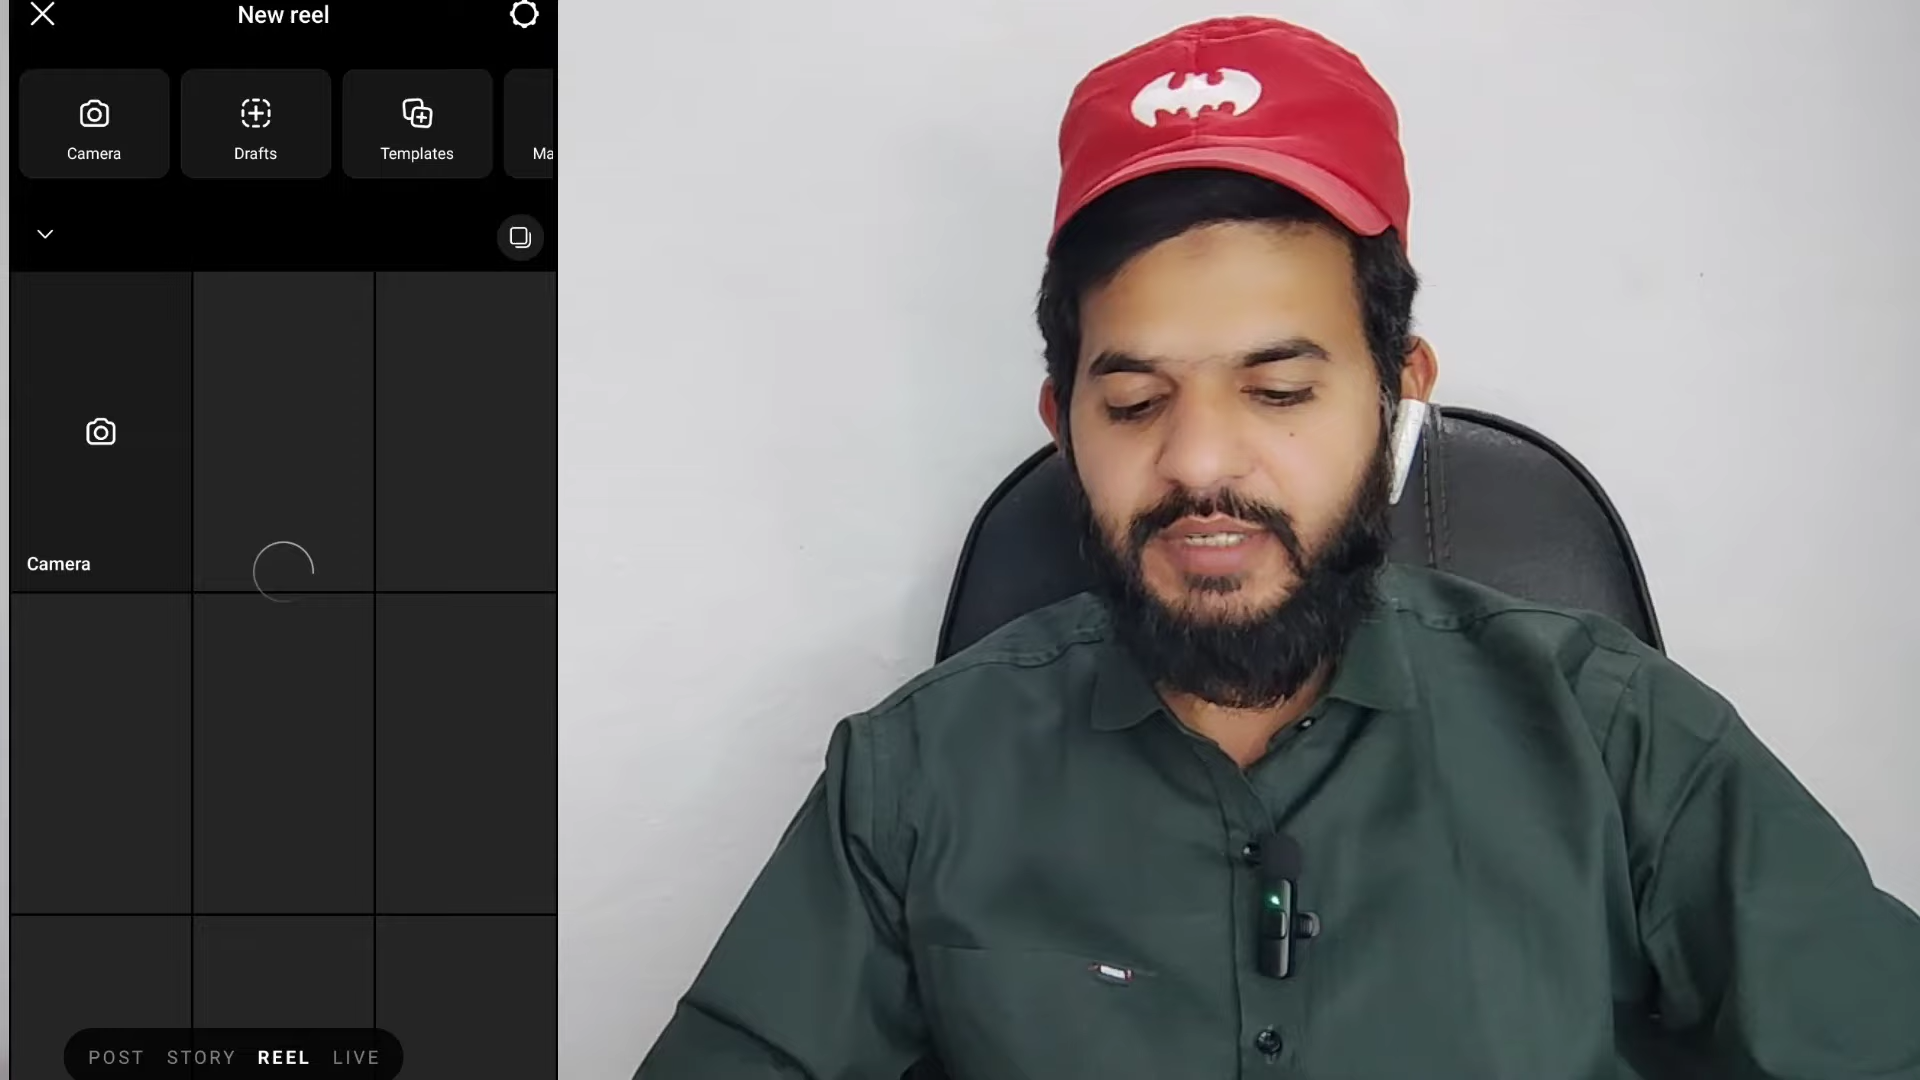 New reel
Camera
Drafts
Templates
Ma
Camera
POST STORY REEL LIVE